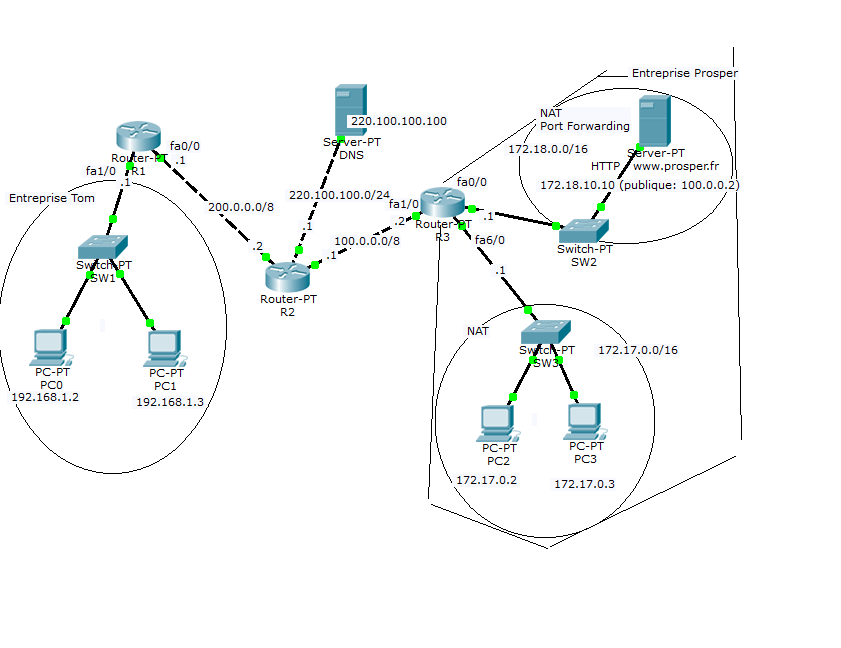 Entreprise Prosper
NAT
Port Forwarding
172.18.0.0/16
Server-PT
HTTP www.prosper.fr
172.18.10.10 (publique: 100.0.0.2)
220.100.100.100
Server-PT
DNS
fa0/0
.1
Router-PT
R1
fa1/0
.1
Entreprise Tom
200.0.0.0/8
.2
220.100.100.0/24
.1
100.0.0.0/8
.1
fa1/0
.2
fa0/0
.1
Router-PT
R3
fa6/0
.1
Switch-PT
SW2
Switch-PT
SW1
Router-PT
R2
NAT
Switch-PT
SW3
172.17.0.0/16
PC-PT
PC0
192.168.1.2
PC-PT
PC1
192.168.1.3
PC-PT
PC2
172.17.0.2
PC-PT
PC3
172.17.0.3